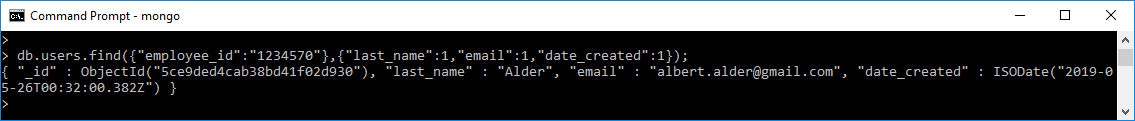 Command Prompt - mongo
>
> db.users.find({"employee_id":"1234570"},{"last_name":1,"email":1,"date_created":1});
{ "_id" : ObjectId("5ce9ded4cab38bd41f02d930"), "last_name" : "Alder", "email" : "albert.alder@gmail.com", "date_created" : ISODate("2019-0
5-26T00:32:00.382Z") }
>